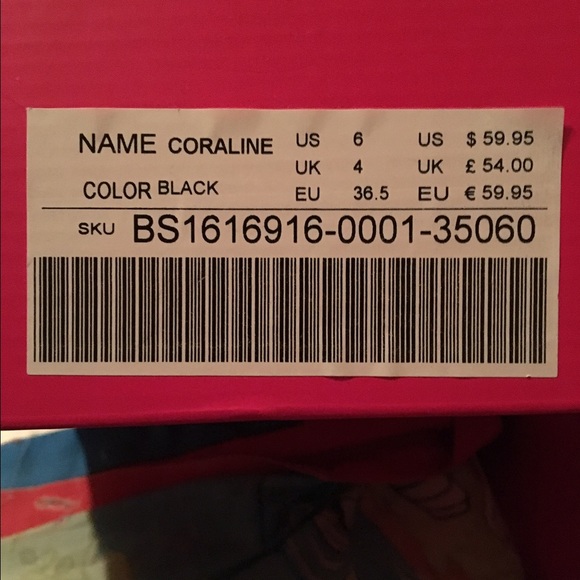 NAME CORALINE US 6 US $ 59.95
UK 4 UK £ 54.00
COLOR BLACK EU 36.5 EU € 59.95
SKU BS1616916-0001-35060